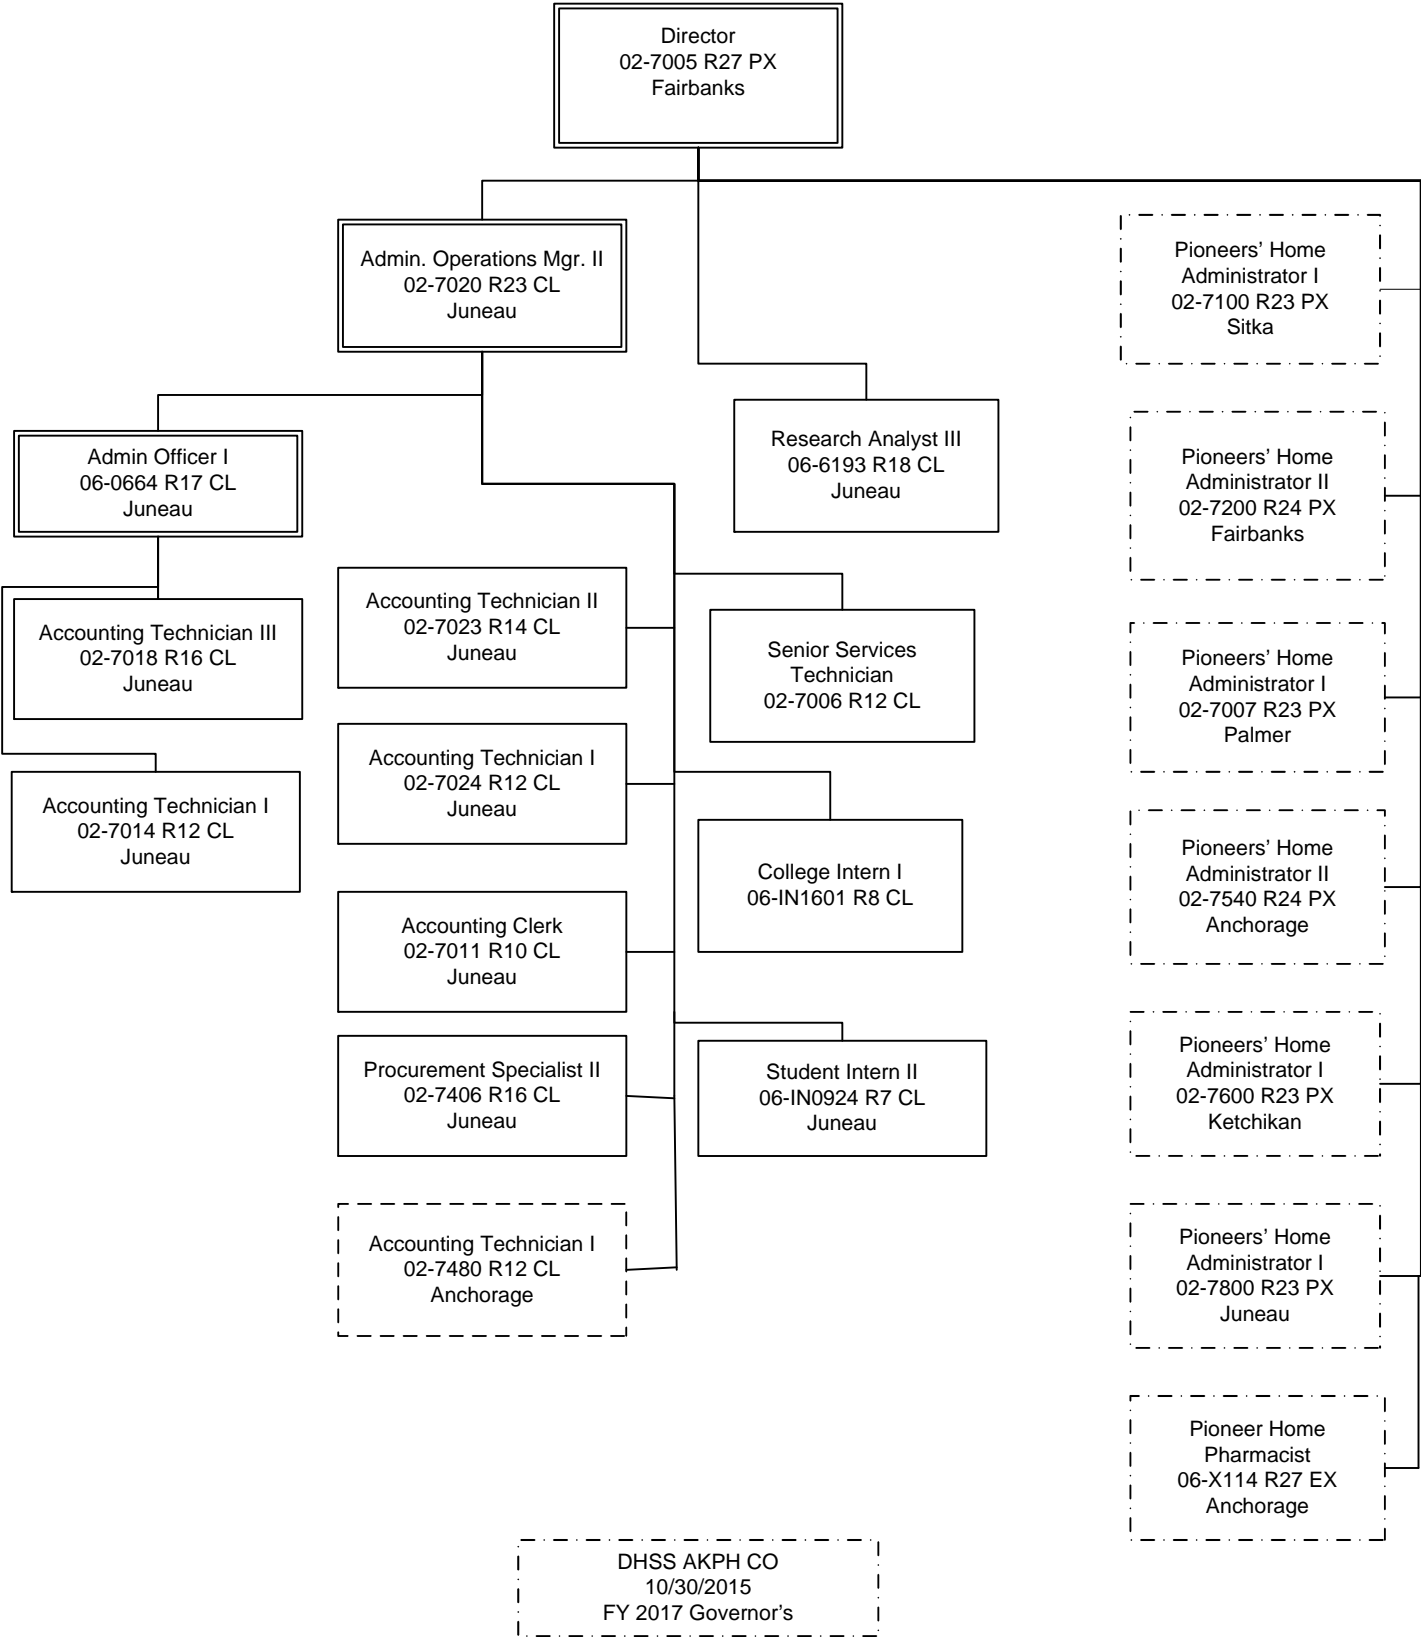 Director
02-7005 R27 PX
Fairbanks
Admin. Operations Mgr. II
02-7020 R23 CL
Juneau
Admin Officer I
06-0664 R17 CL
Juneau
Accounting Technician III
02-7018 R16 CL
Juneau
Accounting Technician I
02-7014 R12 CL
Juneau
Accounting Technician II
02-7023 R14 CL
Juneau
Accounting Technician I
02-7024 R12 CL
Juneau
Accounting Clerk
02-7011 R10 CL
Juneau
Procurement Specialist II
02-7406 R16 CL
Juneau
Accounting Technician I
02-7480 R12 CL
Anchorage
Research Analyst III
06-6193 R18 CL
Juneau
Senior Services
Technician
02-7006 R12 CL
College Intern I
06-IN1601 R8 CL
Student Intern II
06-IN0924 R7 CL
Juneau
Pioneers’ Home
Administrator I
02-7100 R23 PX
Sitka
Pioneers’ Home
Administrator II
02-7200 R24 PX
Fairbanks
Pioneers’ Home
Administrator I
02-7007 R23 PX
Palmer
Pioneers’ Home
Administrator II
02-7540 R24 PX
Anchorage
Pioneers’ Home
Administrator I
02-7600 R23 PX
Ketchikan
Pioneers’ Home
Administrator I
02-7800 R23 PX
Juneau
Pioneer Home
Pharmacist
06-X114 R27 EX
Anchorage
DHSS AKPH CO
10/30/2015
FY 2017 Governor’s